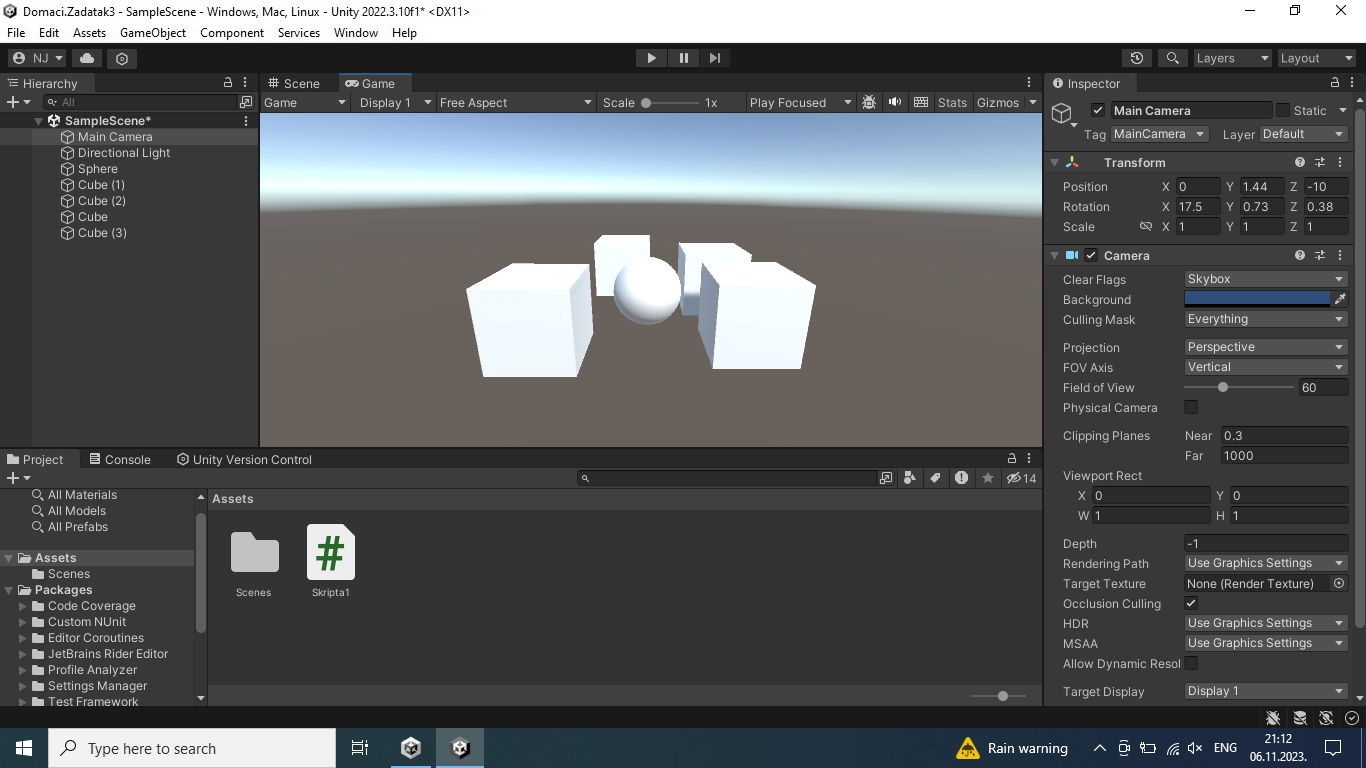 Domaci.Zadatak3 - SampleScene - Windows, Mac, Linux - Unity 2022.3.10f1* <DX11>
File Edit Assets GameObject Component Services Window Help
NJ Layers Layout
Hierarchy
All
SampleScene*
Main Camera
Directional Light
Sphere
Cube (1)
Cube (2)
Cube
Cube (3)
Scene Game
Game Display 1 Free Aspect Scale 1x Play Focused Stats Gizmos
Inspector
Main Camera Static
Tag MainCamera Layer Default
Transform
Position X 0 Y 1.44 Z -10
Rotation X 17.5 Y 0.73 Z 0.38
Scale X 1 Y 1 Z 1
Camera
Clear Flags Skybox
Background
Culling Mask Everything
Projection Perspective
FOV Axis Vertical
Field of View 60
Physical Camera
Clipping Planes Near 0.3
Far 1000
Viewport Rect
X 0 Y 0
W 1 H 1
Depth -1
Rendering Path Use Graphics Settings
Target Texture None (Render Texture)
Occlusion Culling
HDR Use Graphics Settings
MSAA Use Graphics Settings
Allow Dynamic Resol
Target Display Display 1
Project Console Unity Version Control
14
All Materials
All Models
All Prefabs
Assets
Scenes
Packages
Code Coverage
Custom NUnit
Editor Coroutines
JetBrains Rider Editor
Profile Analyzer
Settings Manager
Test Framework
Assets
Scenes Skripta1
Type here to search
Rain warning
ENG
21:12
06.11.2023.